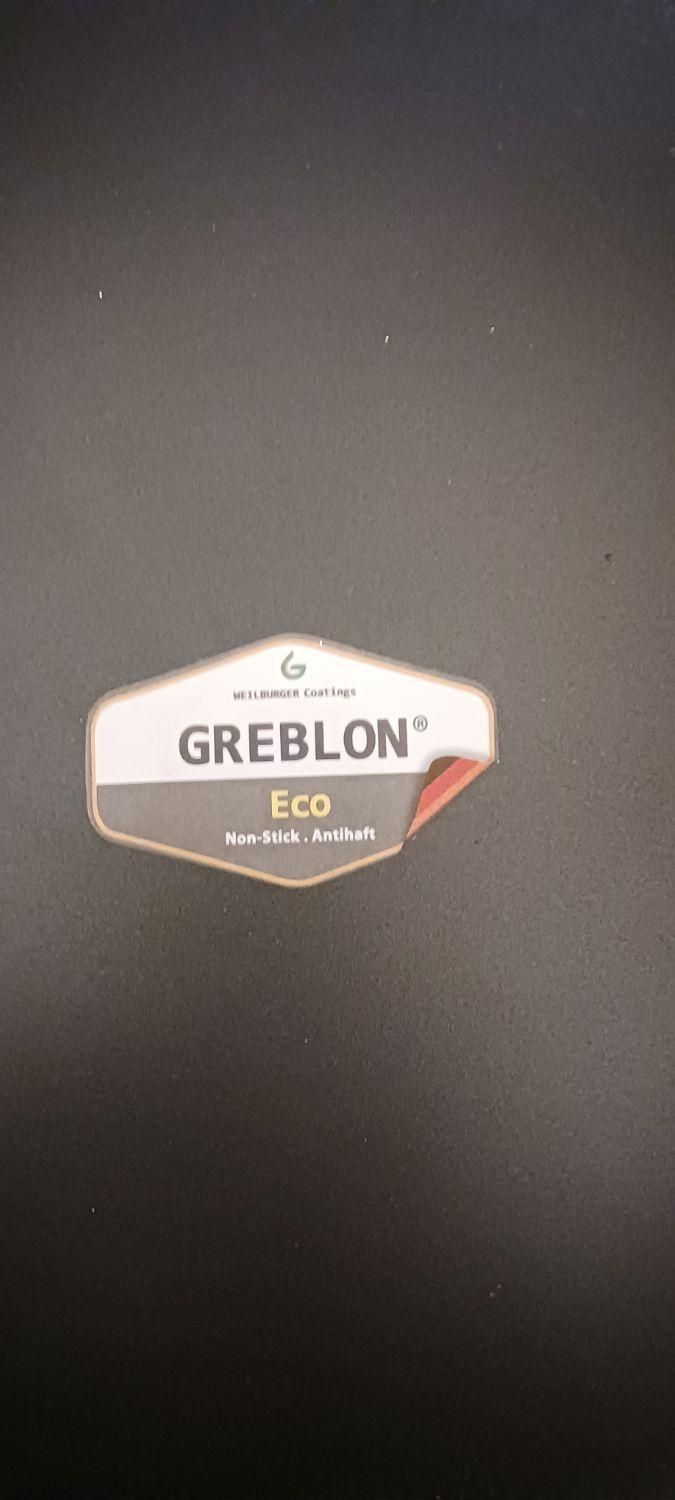 WEILBURGER Coatings
GREBLON®
Eco
Non-Stick . Antihaft